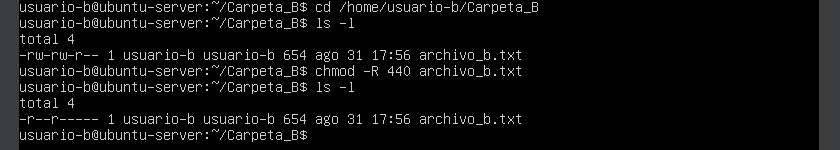 usuario-b@ubuntu-server:~/Carpeta_B$ cd /home/usuario-b/Carpeta_B
usuario-b@ubuntu-server:~/Carpeta_B$ ls -l
total 4
-rw-rw-r-- 1 usuario-b usuario-b 654 ago 31 17:56 archivo_b.txt
usuario-b@ubuntu-server:~/Carpeta_B$ chmod -R 440 archivo_b.txt
usuario-b@ubuntu-server:~/Carpeta_B$ ls -l
total 4
-r--r----- 1 usuario-b usuario-b 654 ago 31 17:56 archivo_b.txt
usuario-b@ubuntu-server:~/Carpeta_B$